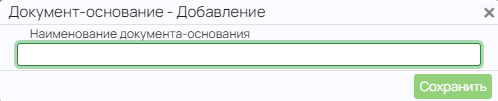 Документ-основание - Добавление
Наименование документа-основания
Сохранить